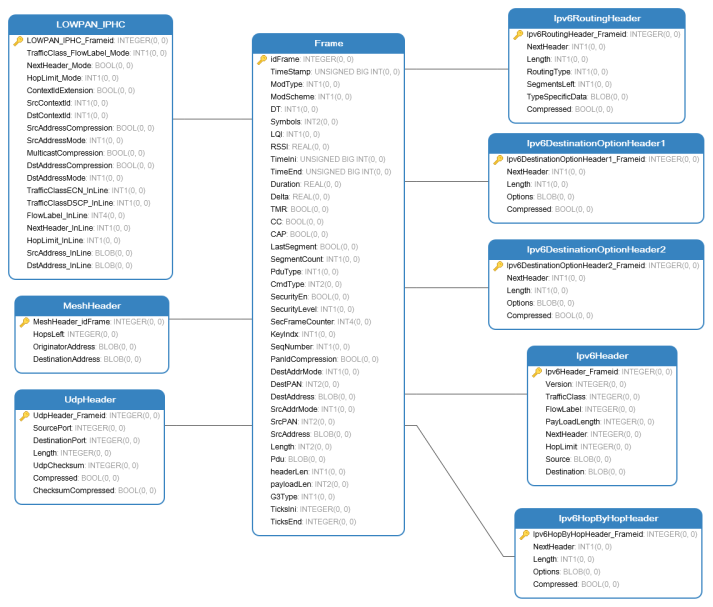 LOWPAN_IPHC
LOWPAN_IPHC_Frameid: INTEGER(0, 0)
TrafficClass_FlowLabel_Mode: INT1(0, 0)
NextHeader_Mode: BOOL(0, 0)
HopLimit_Mode: INT1(0, 0)
ContextIdExtension: BOOL(0, 0)
SrcContextId: INT1(0, 0)
DstContextId: INT1(0, 0)
SrcAddressCompression: BOOL(0, 0)
SrcAddressMode: INT1(0, 0)
MulticastCompression: BOOL(0, 0)
DstAddressCompression: BOOL(0, 0)
DstAddressMode: INT1(0, 0)
TrafficClassECN_InLine: INT1(0, 0)
TrafficClassDSCP_InLine: INT1(0, 0)
FlowLabel_InLine: INT4(0, 0)
NextHeader_InLine: INT1(0, 0)
HopLimit_InLine: INT1(0, 0)
SrcAddress_InLine: BLOB(0, 0)
DstAddress_InLine: BLOB(0, 0)
MeshHeader
MeshHeader_idFrame: INTEGER(0, 0)
HopsLeft: INTEGER(0, 0)
OriginatorAddress: BLOB(0, 0)
DestinationAddress: BLOB(0, 0)
UdpHeader
UdpHeader_Frameid: INTEGER(0, 0)
SourcePort: INTEGER(0, 0)
DestinationPort: INTEGER(0, 0)
Length: INTEGER(0, 0)
UdpChecksum: INTEGER(0, 0)
Compressed: BOOL(0, 0)
ChecksumCompressed: BOOL(0, 0)
Frame
idFrame: INTEGER(0, 0)
TimeStamp: UNSIGNED BIG INT(0, 0)
ModType: INT1(0, 0)
ModScheme: INT1(0, 0)
DT: INT1(0, 0)
Symbols: INT2(0, 0)
LQI: INT1(0, 0)
RSSI: REAL(0, 0)
TimeIni: UNSIGNED BIG INT(0, 0)
TimeEnd: UNSIGNED BIG INT(0, 0)
Duration: REAL(0, 0)
Delta: REAL(0, 0)
TMR: BOOL(0, 0)
CC: BOOL(0, 0)
CAP: BOOL(0, 0)
LastSegment: BOOL(0, 0)
SegmentCount: INT1(0, 0)
PduType: INT1(0, 0)
CmdType: INT2(0, 0)
SecurityEn: BOOL(0, 0)
SecurityLevel: INT1(0, 0)
SecFrameCounter: INT4(0, 0)
KeyIndx: INT1(0, 0)
SeqNumber: INT1(0, 0)
PanIdCompression: BOOL(0, 0)
DestAddrMode: INT1(0, 0)
DestPAN: INT2(0, 0)
DestAddress: BLOB(0, 0)
SrcAddrMode: INT1(0, 0)
SrcPAN: INT2(0, 0)
SrcAddress: BLOB(0, 0)
Length: INT2(0, 0)
Pdu: BLOB(0, 0)
headerLen: INT1(0, 0)
payloadLen: INT2(0, 0)
G3Type: INT1(0, 0)
TicksIni: INTEGER(0, 0)
TicksEnd: INTEGER(0, 0)
Ipv6RoutingHeader
Ipv6RoutingHeader_Frameid: INTEGER(0, 0)
NextHeader: INT1(0, 0)
Length: INT1(0, 0)
RoutingType: INT1(0, 0)
SegmentsLeft: INT1(0, 0)
TypeSpecificData: BLOB(0, 0)
Compressed: BOOL(0, 0)
Ipv6DestinationOptionHeader1
Ipv6DestinationOptionHeader1_Frameid: INTEGER(0, 0)
NextHeader: INT1(0, 0)
Length: INT1(0, 0)
Options: BLOB(0, 0)
Compressed: BOOL(0, 0)
Ipv6DestinationOptionHeader2
Ipv6DestinationOptionHeader2_Frameid: INTEGER(0, 0)
NextHeader: INT1(0, 0)
Length: INT1(0, 0)
Options: BLOB(0, 0)
Compressed: BOOL(0, 0)
Ipv6Header
Ipv6Header_Frameid: INTEGER(0, 0)
Version: INTEGER(0, 0)
TrafficClass: INTEGER(0, 0)
FlowLabel: INTEGER(0, 0)
PayLoadLength: INTEGER(0, 0)
NextHeader: INTEGER(0, 0)
HopLimit: INTEGER(0, 0)
Source: BLOB(0, 0)
Destination: BLOB(0, 0)
Ipv6HopByHopHeader
Ipv6HopByHopHeader_Frameid: INTEGER(0, 0)
NextHeader: INT1(0, 0)
Length: INT1(0, 0)
Options: BLOB(0, 0)
Compressed: BOOL(0, 0)